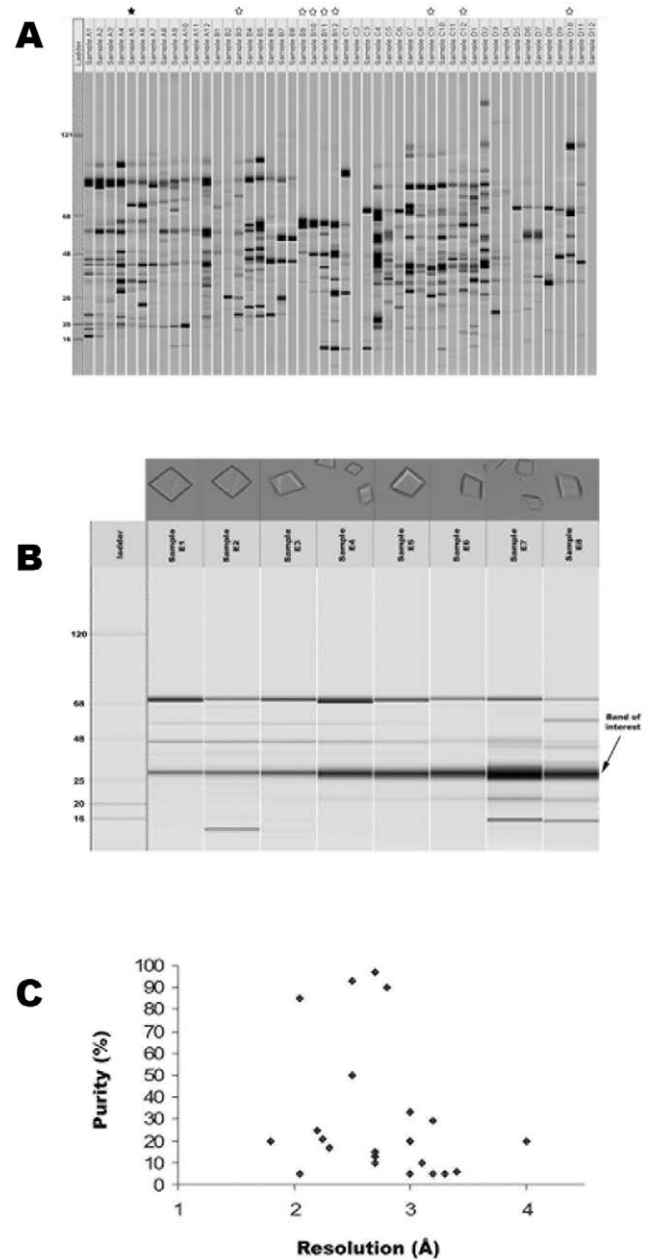 A
Ladder
Sample A1
Sample A2
Sample A3
Sample A4
Sample A5
Sample A6
Sample A7
Sample A8
Sample A9
Sample A10
Sample A11
Sample A12
Sample B1
Sample B2
Sample B3
Sample B4
Sample B5
Sample B6
Sample B7
Sample B8
Sample B9
Sample B10
Sample B11
Sample B12
Sample C1
Sample C2
Sample C3
Sample C4
Sample C5
Sample C6
Sample C7
Sample C8
Sample C9
Sample C10
Sample C11
Sample C12
Sample D1
Sample D2
Sample D3
Sample D4
Sample D5
Sample D6
Sample D7
Sample D8
Sample D9
Sample D10
Sample D11
Sample D12
121
68
48
26
20
16
B
ladder
Sample E1
Sample E2
Sample E3
Sample E4
Sample E5
Sample E6
Sample E7
Sample E8
120
68
48
25
20
16
Band of
interest
C
Purity (%)
100
90
80
70
60
50
40
30
20
10
0
1 2 3 4
Resolution (Å)